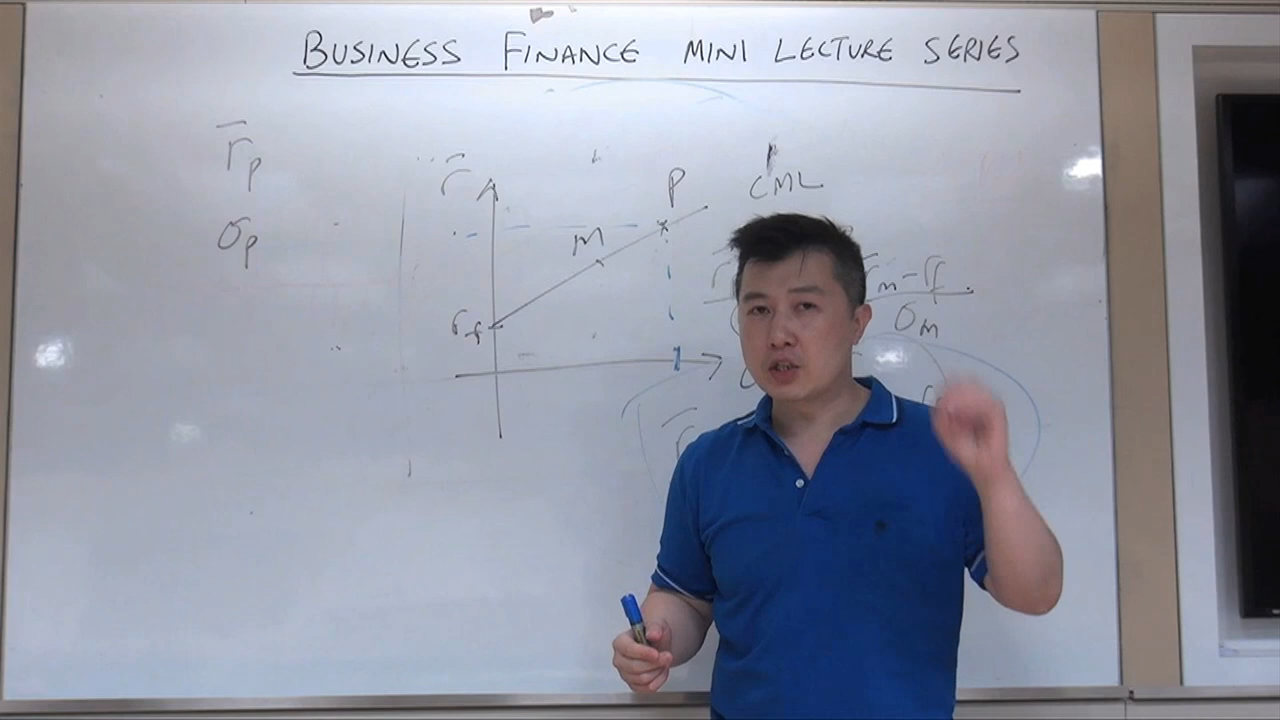 BUSINESS FINANCE MINI LECTURE SERIES
r̄p
σp
r̄
P
CML
M
rf
r̄m - rf
σm